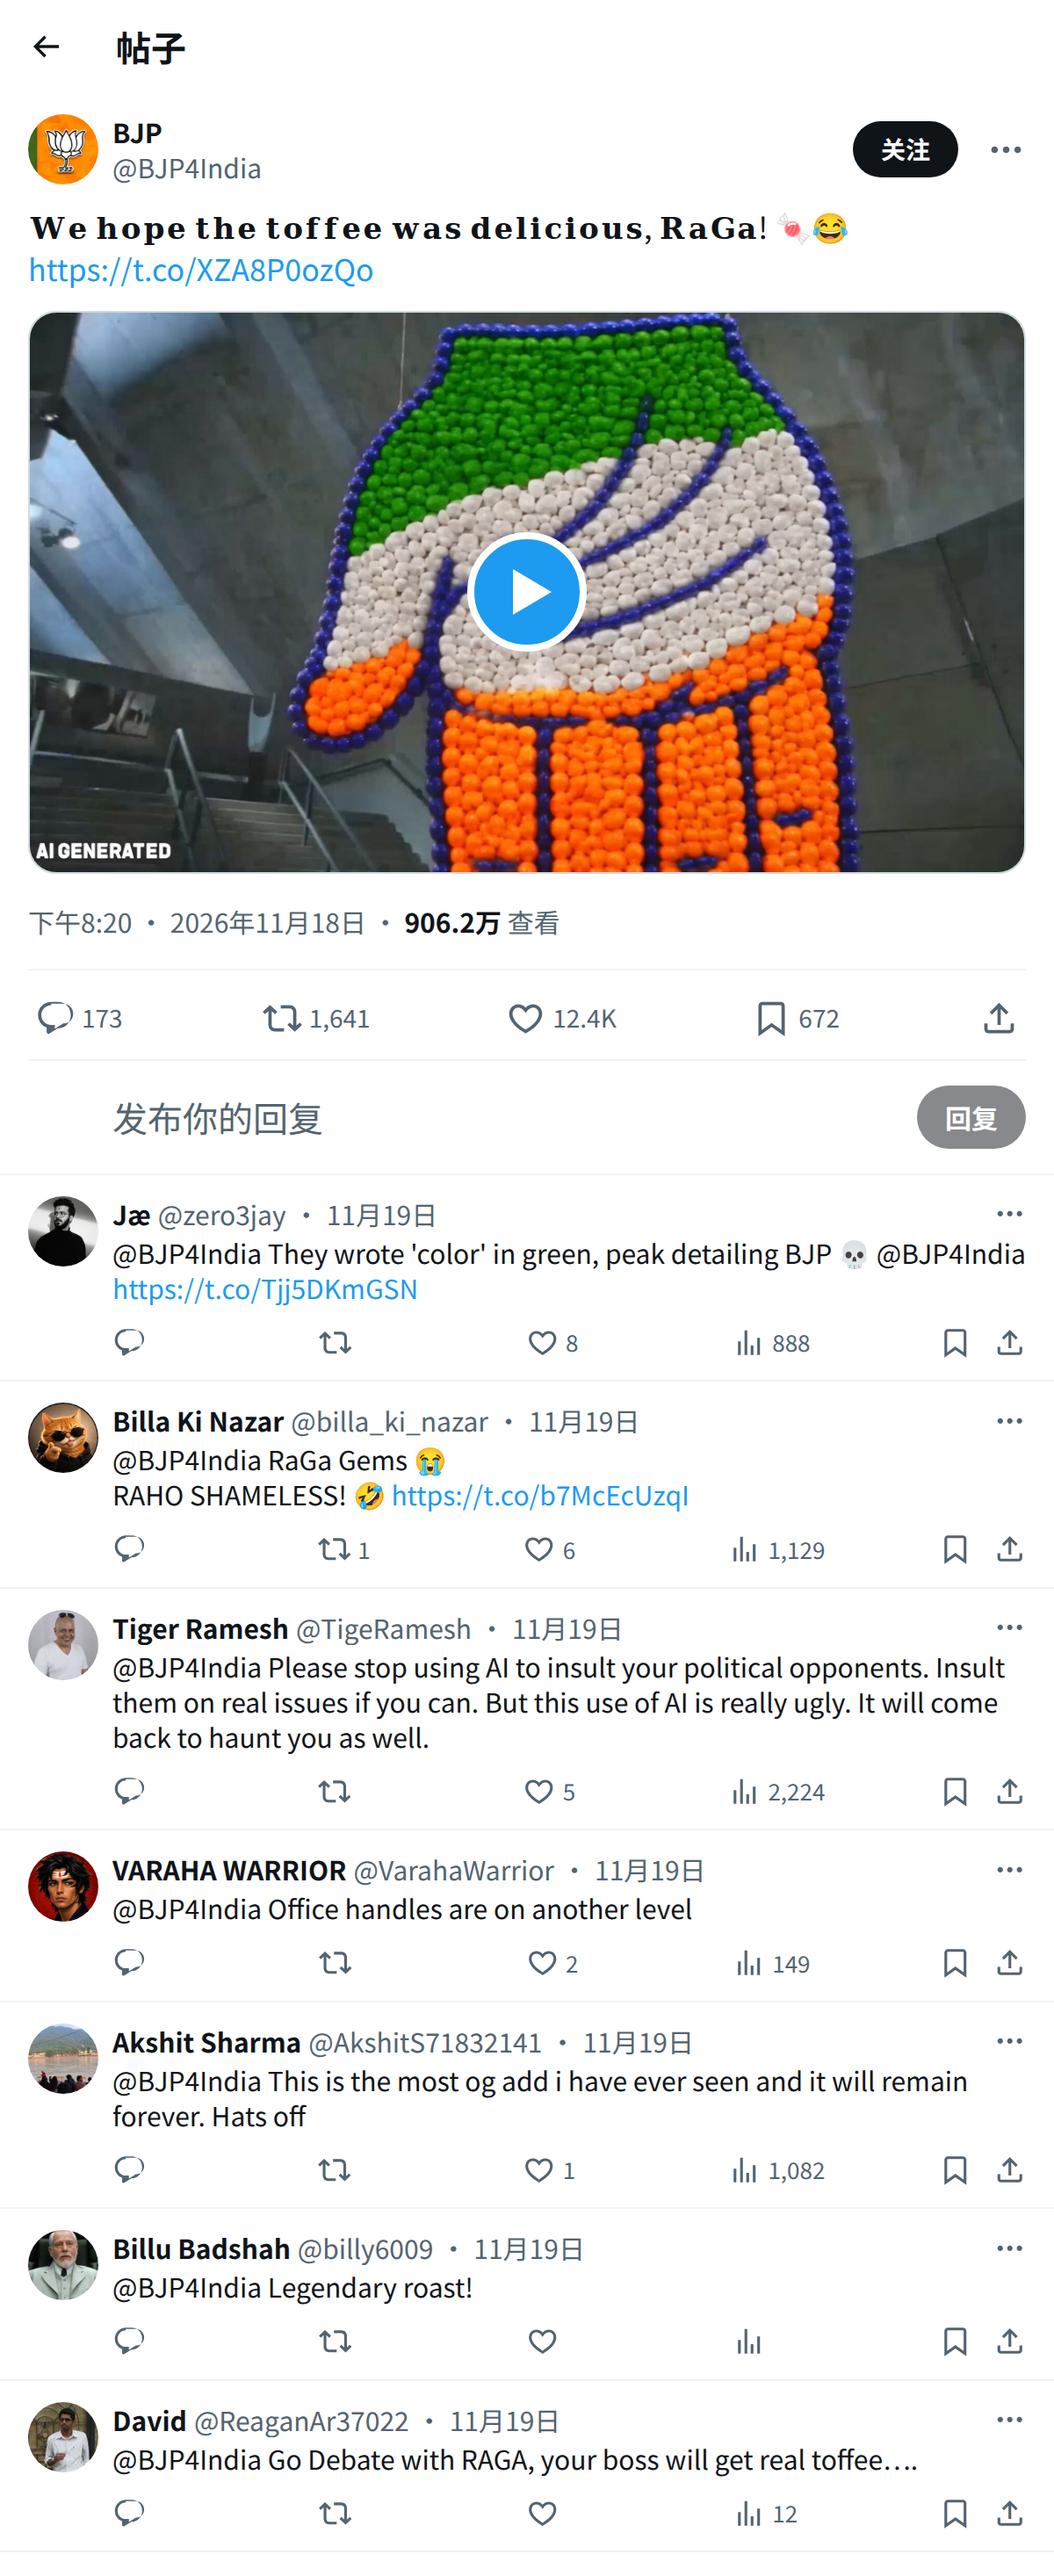 帖子
BJP
@BJP4India
关注
We hope the toffee was delicious, RaGa! 🍬😂
https://t.co/XZA8P0ozQo
AI GENERATED
下午8:20 · 2026年11月18日 · 906.2万 查看
173 1,641 12.4K 672
发布你的回复
回复
Jæ @zero3jay · 11月19日
@BJP4India They wrote 'color' in green, peak detailing BJP 💀 @BJP4India
https://t.co/Tjj5DKmGSN
8 888
Billa Ki Nazar @billa_ki_nazar · 11月19日
@BJP4India RaGa Gems 😭
RAHO SHAMELESS! 🤣 https://t.co/b7McEcUzqI
1 6 1,129
Tiger Ramesh @TigeRamesh · 11月19日
@BJP4India Please stop using AI to insult your political opponents. Insult
them on real issues if you can. But this use of AI is really ugly. It will come
back to haunt you as well.
5 2,224
VARAHA WARRIOR @VarahaWarrior · 11月19日
@BJP4India Office handles are on another level
2 149
Akshit Sharma @AkshitS71832141 · 11月19日
@BJP4India This is the most og add i have ever seen and it will remain
forever. Hats off
1 1,082
Billu Badshah @billy6009 · 11月19日
@BJP4India Legendary roast!
David @ReaganAr37022 · 11月19日
@BJP4India Go Debate with RAGA, your boss will get real toffee....
12